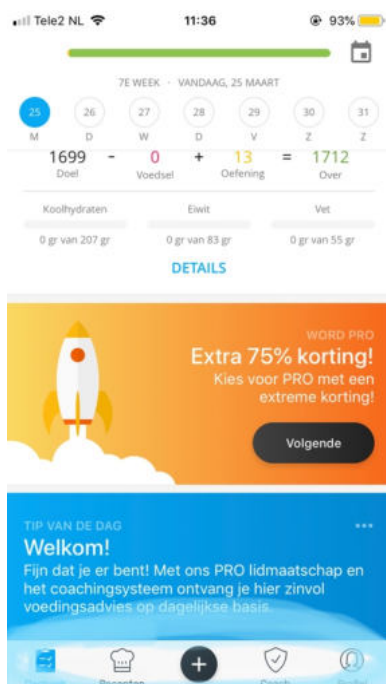 Tele2 NL 11:36 93%
7E WEEK · VANDAAG, 25 MAART
25 26 27 28 29 30 31
M D W D V Z Z
1699 - 0 + 13 = 1712
Doel Voedsel Oefening Over
Koolhydraten Eiwit Vet
0 gr van 207 gr 0 gr van 83 gr 0 gr van 55 gr
DETAILS
WORD PRO
Extra 75% korting!
Kies voor PRO met een
extreme korting!
Volgende
TIP VAN DE DAG
Welkom!
Fijn dat je er bent! Met ons PRO lidmaatschap en
het coachingsysteem ontvang je hier zinvol
voedingsadvies op dagelijkse basis.
Recepten Coach